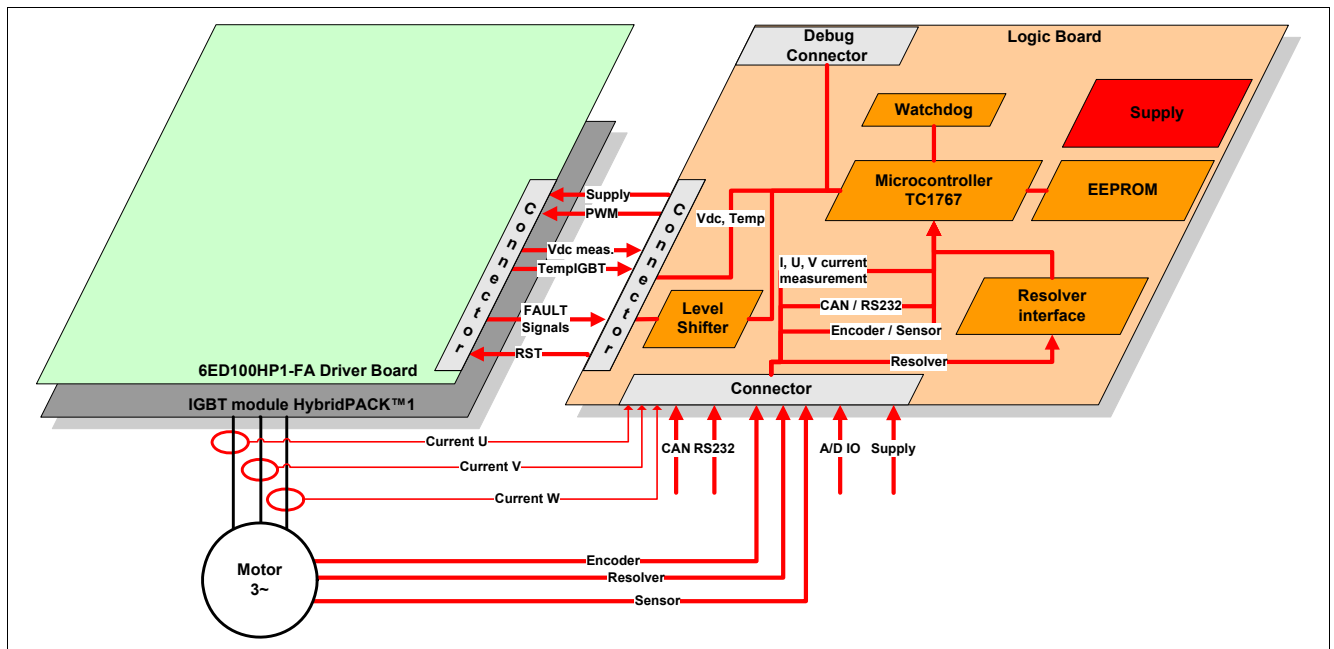 Debug
Connector
Logic Board
Watchdog
Supply
Microcontroller
TC1767
EEPROM
Connector
Supply
PWM
Vdc meas.
TempIGBT
FAULT
Signals
RST
Connector
Vdc, Temp
I, U, V current
measurement
CAN / RS232
Encoder / Sensor
Resolver
Level
Shifter
Resolver
interface
Connector
6ED100HP1-FA Driver Board
IGBT module HybridPACK™1
Current U
Current V
Current W
CAN RS232
A/D IO
Supply
Encoder
Resolver
Sensor
Motor
3~